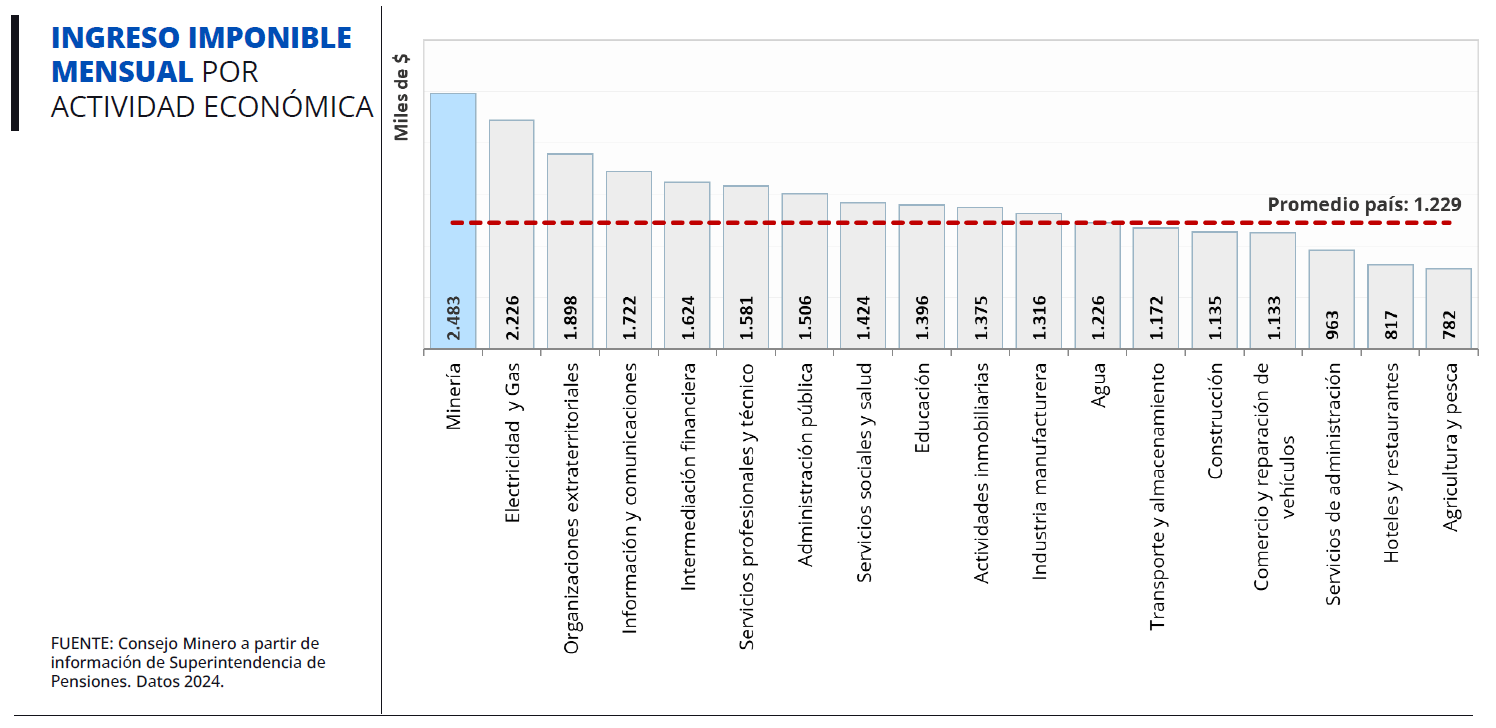 INGRESO IMPONIBLE
MENSUAL POR
ACTIVIDAD ECONÓMICA
Miles de $
Promedio país: 1.229
2.483
2.226
1.898
1.722
1.624
1.581
1.506
1.424
1.396
1.375
1.316
1.226
1.172
1.135
1.133
963
817
782
Minería
Electricidad y Gas
Organizaciones extraterritoriales
Información y comunicaciones
Intermediación financiera
Servicios profesionales y técnico
Administración pública
Servicios sociales y salud
Educación
Actividades inmobiliarias
Industria manufacturera
Agua
Transporte y almacenamiento
Construcción
Comercio y reparación de
vehículos
Servicios de administración
Hoteles y restaurantes
Agricultura y pesca
FUENTE: Consejo Minero a partir de
información de Superintendencia de
Pensiones. Datos 2024.